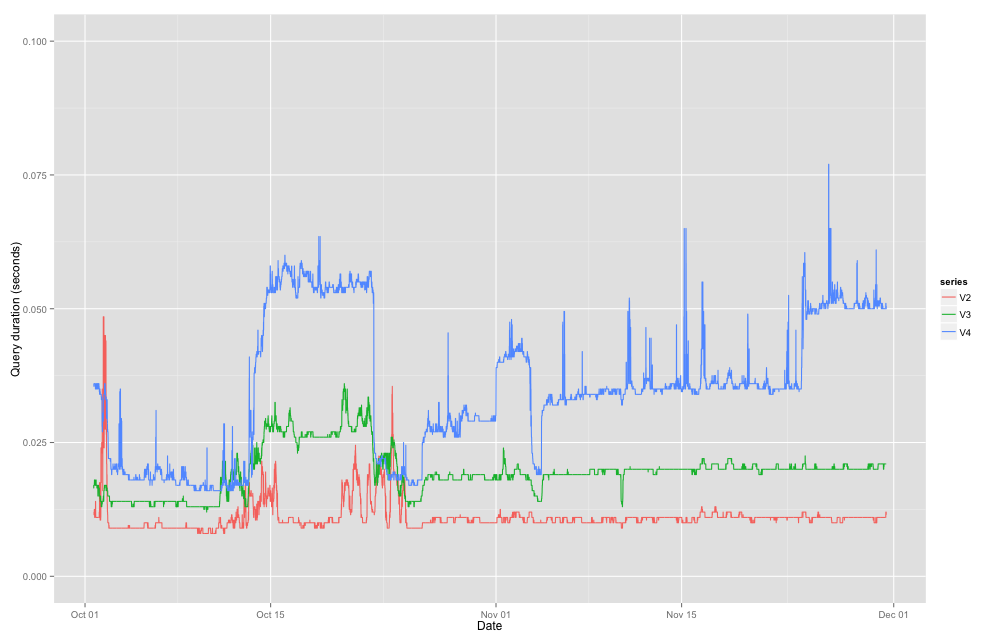 0.100
0.075
0.050
0.025
0.000
Query duration (seconds)
Oct 01
Oct 15
Nov 01
Nov 15
Dec 01
Date
series
V2
V3
V4